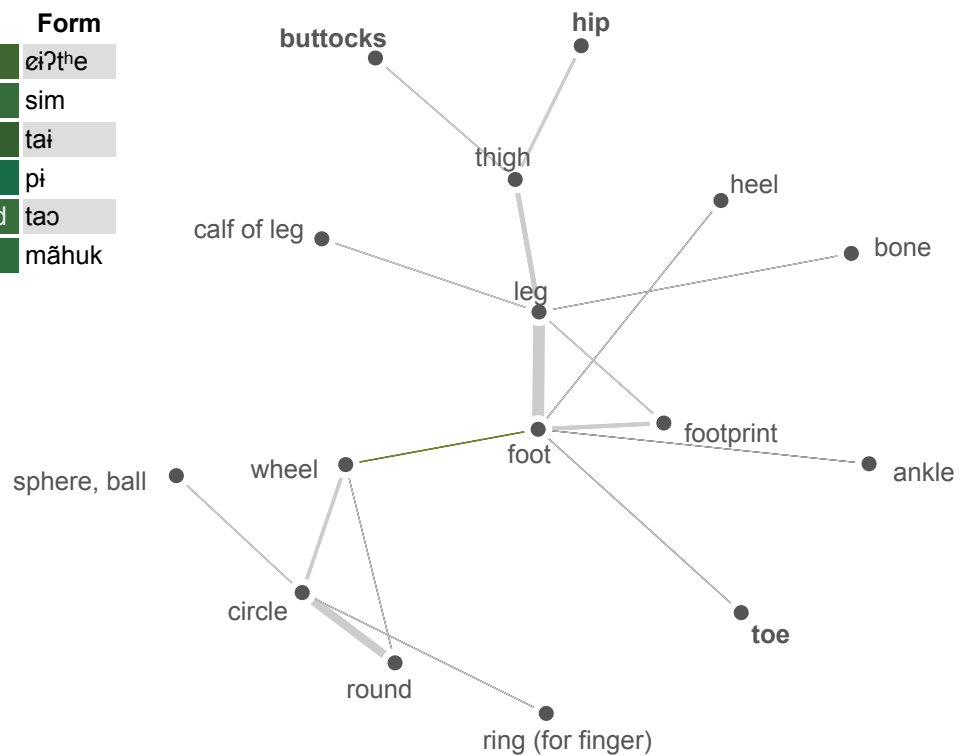 Form
ȼɨʔtʰe
sim
taɨ
pɨ
d taɔ
mãhuk
buttocks
hip
thigh
heel
calf of leg
bone
leg
footprint
foot
wheel
ankle
sphere, ball
circle
toe
round
ring (for finger)